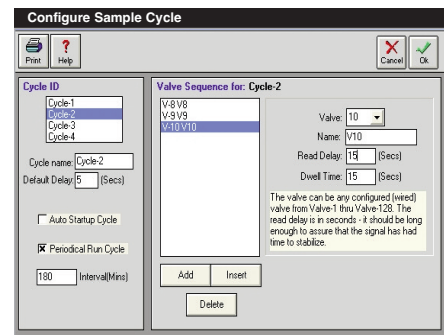 Configure Sample Cycle
Print
Help
Cancel
Ok
Cycle ID
Cycle-1
Cycle-2
Cycle-3
Cycle-4
Cycle name: Cycle-2
Default Delay: 5 (Secs)
Auto Startup Cycle
Periodical Run Cycle
180 Interval(Mins)
Valve Sequence for: Cycle-2
V-8 V8
V-9 V9
V-10 V10
Valve: 10
Name: V10
Read Delay: 15 (Secs)
Dwell Time: 15 (Secs)
The valve can be any configured (wired)
valve from Valve-1 thru Valve-128. The
read delay is in seconds - it should be long
enough to assure that the signal has had
time to stabilize.
Add
Insert
Delete